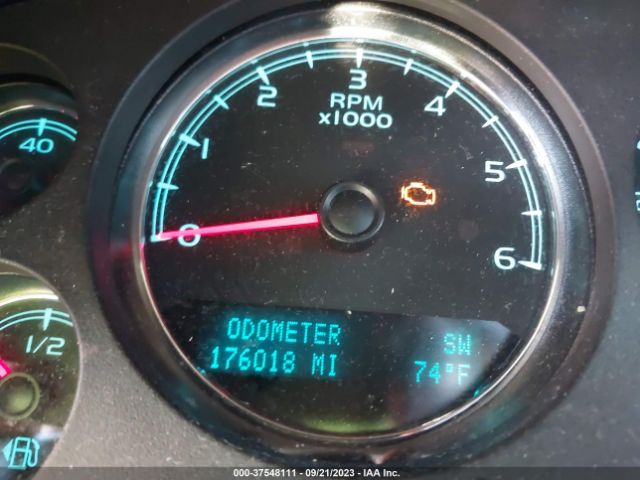 3
2
4
RPM
x1000
1
40
5
0
6
1/2
ODOMETER SW
176018 MI 74°F
000-37548111 - 09/21/2023 - IAA Inc.